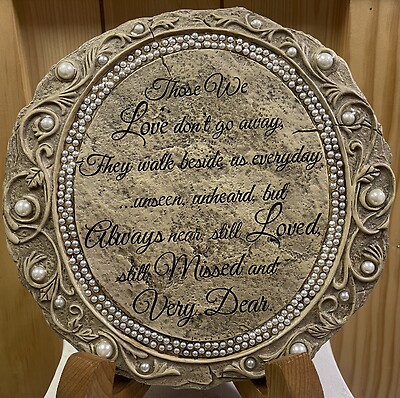 Those We
Love don't go away,
They walk beside us everyday
...unseen, unheard, but
Always near, still Loved,
still Missed and
Very Dear.